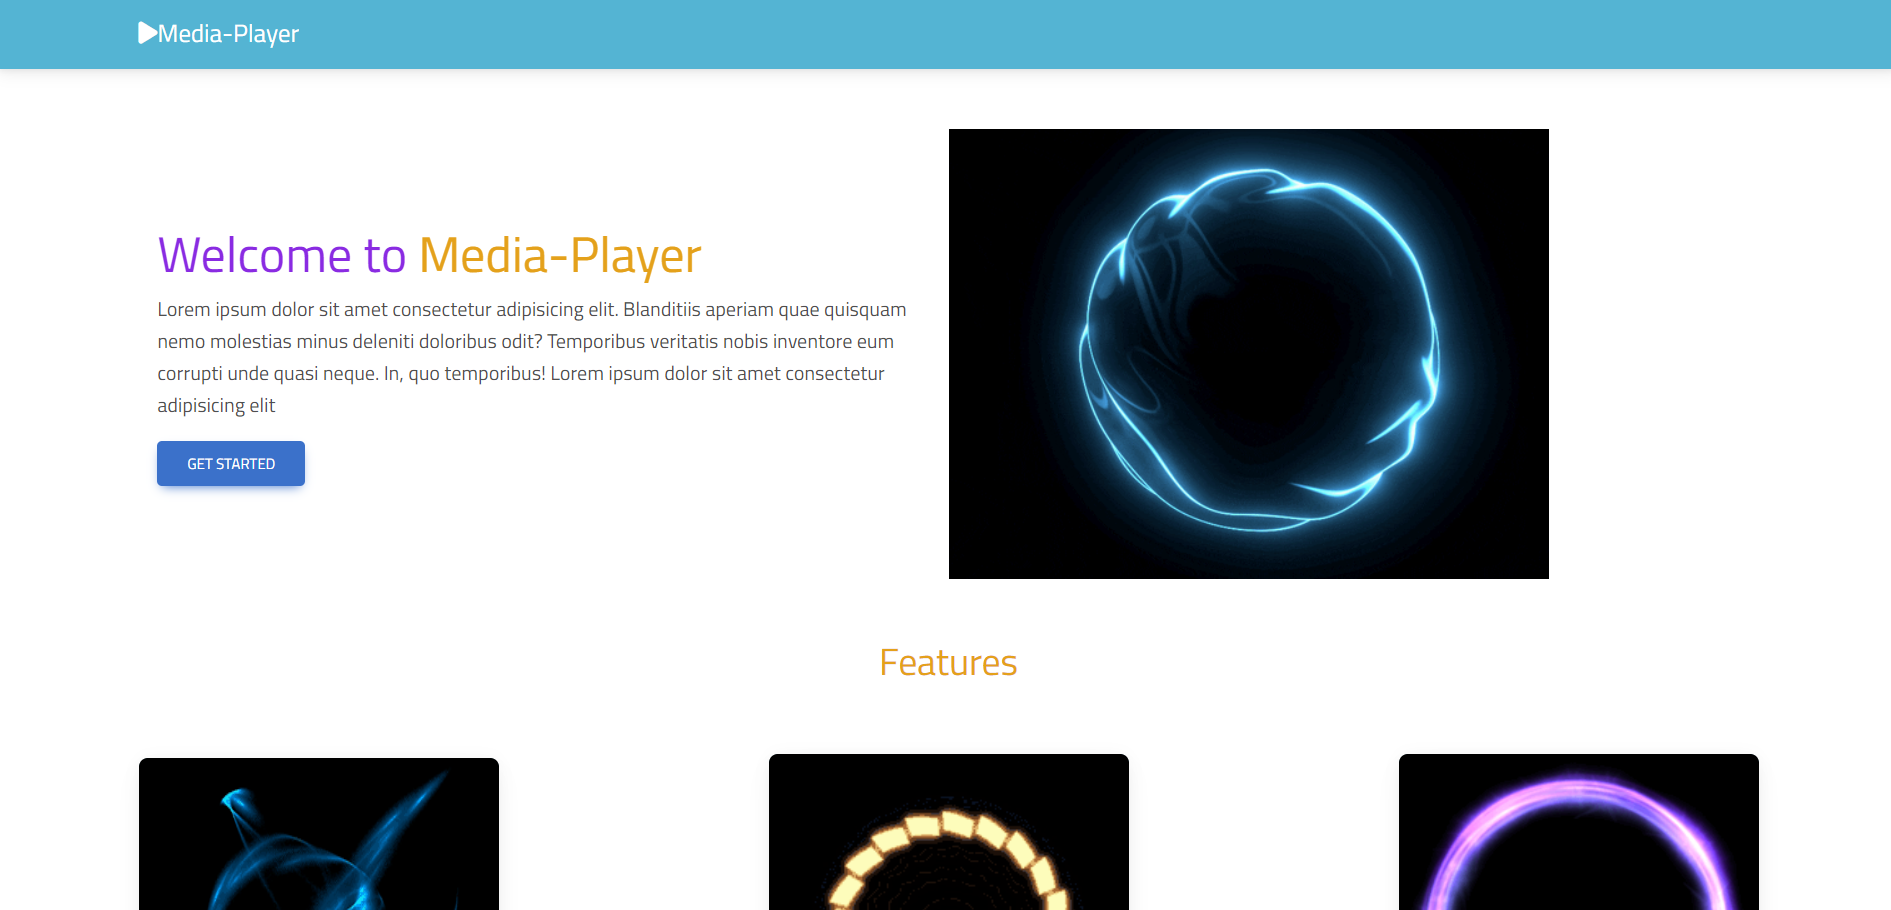 Media-Player
Welcome to Media-Player
Lorem ipsum dolor sit amet consectetur adipisicing elit. Blanditiis aperiam quae quisquam
nemo molestias minus deleniti doloribus odit? Temporibus veritatis nobis inventore eum
corrupti unde quasi neque. In, quo temporibus! Lorem ipsum dolor sit amet consectetur
adipisicing elit
GET STARTED
Features